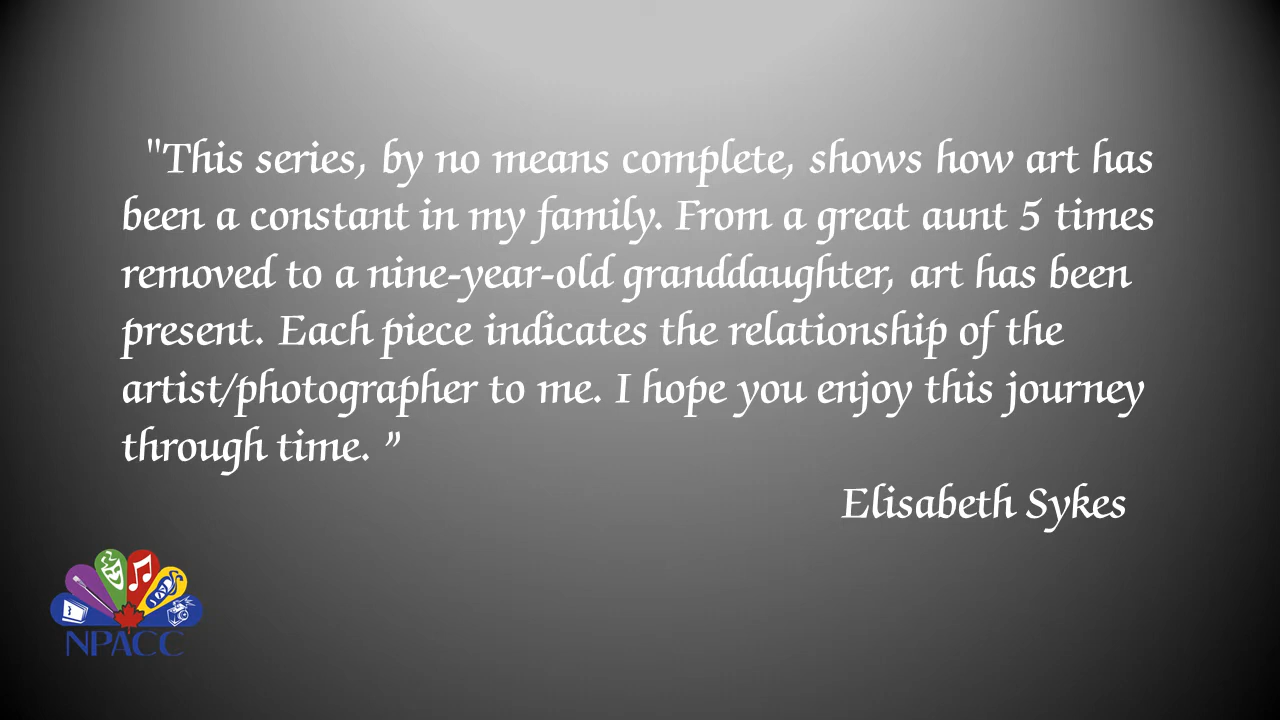 "This series, by no means complete, shows how art has
been a constant in my family. From a great aunt 5 times
removed to a nine-year-old granddaughter, art has been
present. Each piece indicates the relationship of the
artist/photographer to me. I hope you enjoy this journey
through time. ”
Elisabeth Sykes
NPACC